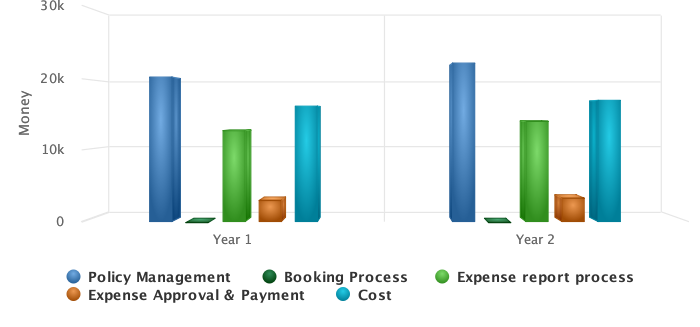 30k
20k
10k
0
Money
Year 1
Year 2
Policy Management
Booking Process
Expense report process
Expense Approval & Payment
Cost